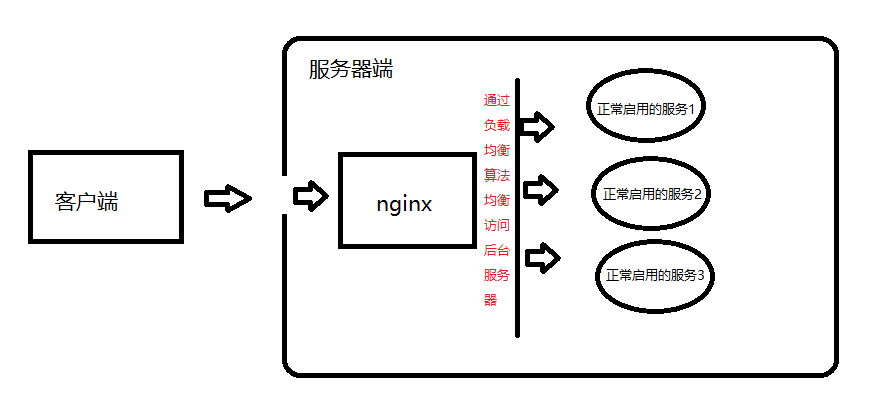 服务器端
客户端
nginx
通过
负载
均衡
算法
均衡
访问
后台
服务
器
正常启用的服务1
正常启用的服务2
正常启用的服务3